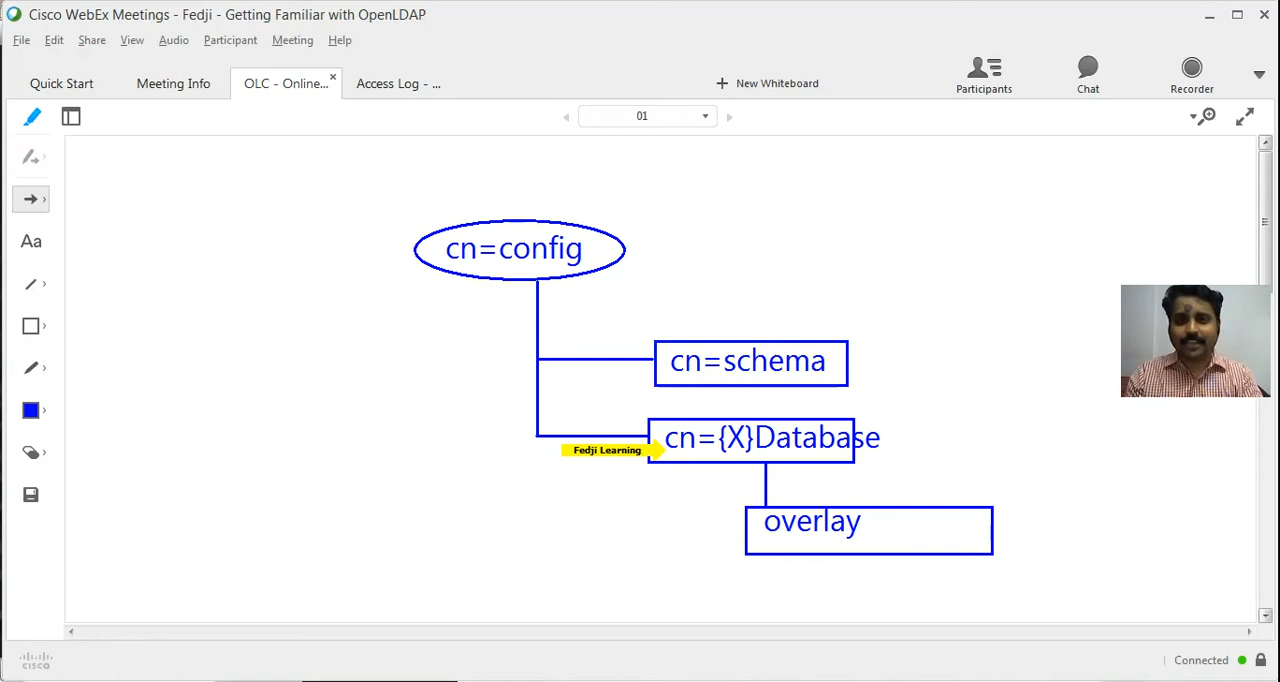 Cisco WebEx Meetings - Fedji - Getting Familiar with OpenLDAP
File Edit Share View Audio Participant Meeting Help
Quick Start Meeting Info OLC - Online... Access Log - ... New Whiteboard Participants Chat Recorder
01
Aa
cn=config
cn=schema
cn={X}Database
Fedji Learning
overlay
cisco
Connected